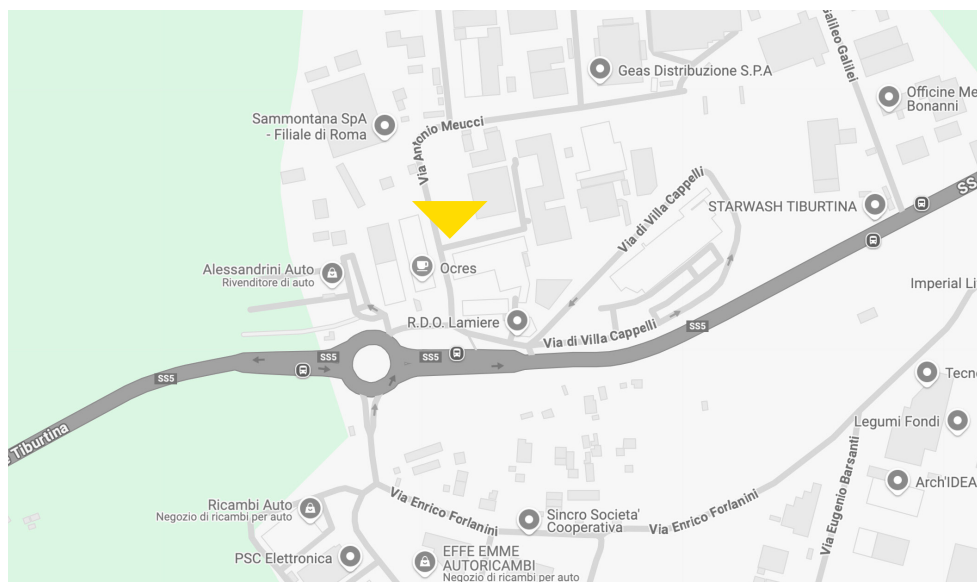 Galileo Galilei
Geas Distribuzione S.P.A
Officine Me
Bonanni
Sammontana SpA
- Filiale di Roma
Via Antonio Meucci
Via di Villa Cappelli
STARWASH TIBURTINA
SS
Alessandrini Auto
Rivenditore di auto
Ocres
Imperial Li
R.D.O. Lamiere
Via di Villa Cappelli
SS5
SS5
SS5
SS5
Tecno
Legumi Fondi
Tiburtina
Via Eugenio Barsanti
Arch'IDEA
Via Enrico Forlanini
Ricambi Auto
Negozio di ricambi per auto
Sincro Societa'
Cooperativa
Via Enrico Forlanini
PSC Elettronica
EFFE EMME
AUTORICAMBI
Negozio di ricambi per auto